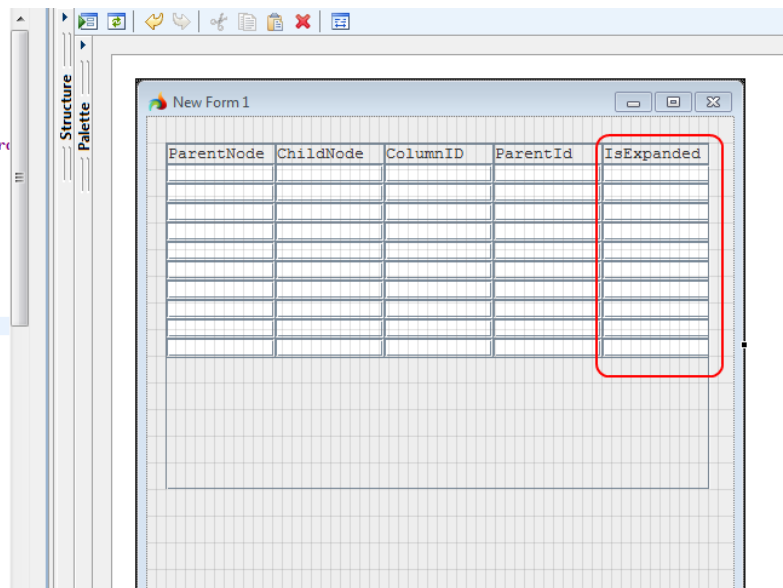 Structure
Palette
New Form 1
ParentNode ChildNode ColumnID ParentId IsExpanded